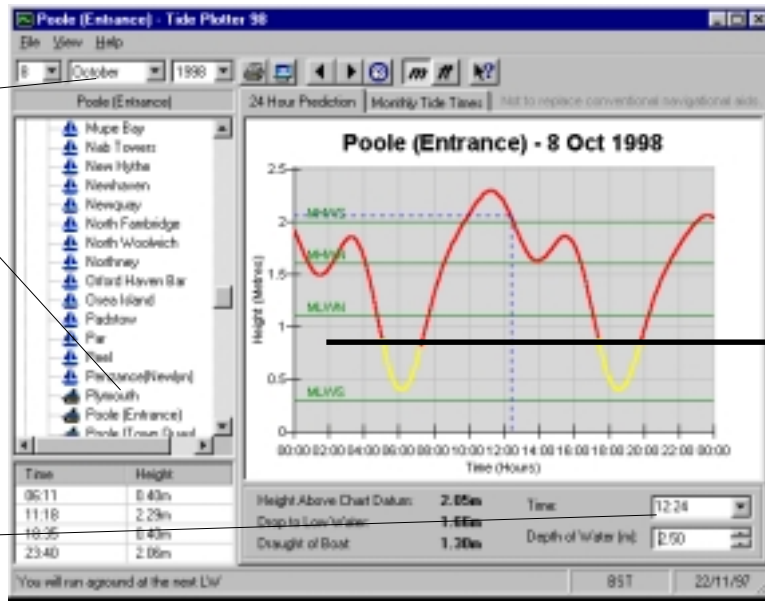 Poole (Entrance) - Tide Plotter 98
File View Help
8 October 1998
Poole (Entrance)
24 Hour Prediction Monthly Tide Times Not to replace conventional navigational aids.
Mupe Bay
Nab Towers
New Hythe
Newhaven
Newquay
North Fambridge
North Woolwich
Northney
Orford Haven Bar
Osea Island
Padstow
Par
Peel
Penzance(Newlyn)
Plymouth
Poole (Entrance)
Poole (Town Quay)
Poole (Entrance) - 8 Oct 1998
Height (Metres)
2.5
2
1.5
1
0.5
0
MHWS
MHWN
MLWN
MLWS
00:00 02:00 04:00 06:00 08:00 10:00 12:00 14:00 16:00 18:00 20:00 22:00 00:00
Time (Hours)
Time Height
06:11 0.40m
11:18 2.29m
18:35 0.40m
23:40 2.06m
Height Above Chart Datum: 2.05m
Drop to Low Water: 1.66m
Draught of Boat: 1.30m
Time: 12:24
Depth of Water (m): 2.50
You will run aground at the next LW
BST 22/11/97